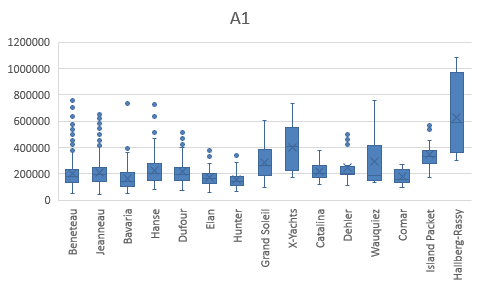 A1
1200000
1000000
800000
600000
400000
200000
0
Beneteau
Jeanneau
Bavaria
Hanse
Dufour
Elan
Hunter
Grand Soleil
X-Yachts
Catalina
Dehler
Wauquiez
Comar
Island Packet
Hallberg-Rassy